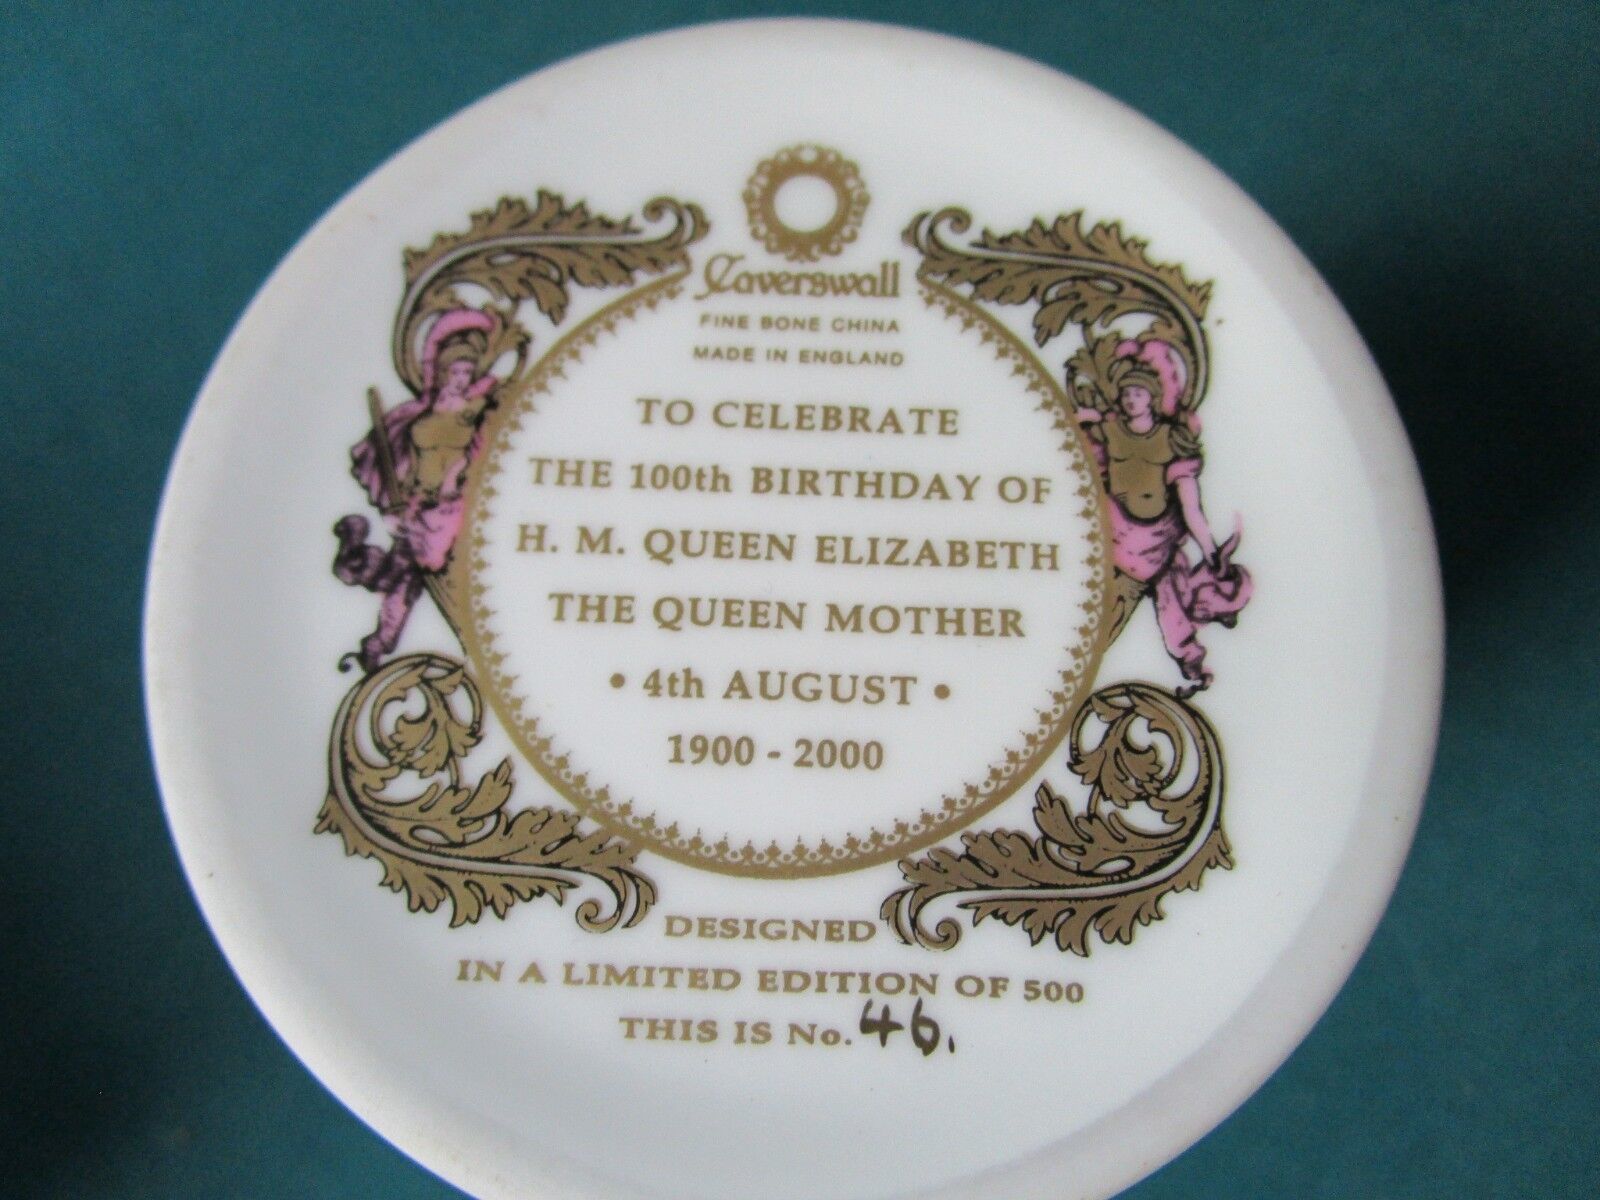 Caverswall
FINE BONE CHINA
MADE IN ENGLAND
TO CELEBRATE
THE 100th BIRTHDAY OF
H. M. QUEEN ELIZABETH
THE QUEEN MOTHER
• 4th AUGUST •
1900 - 2000
DESIGNED
IN A LIMITED EDITION OF 500
THIS IS No. 46.